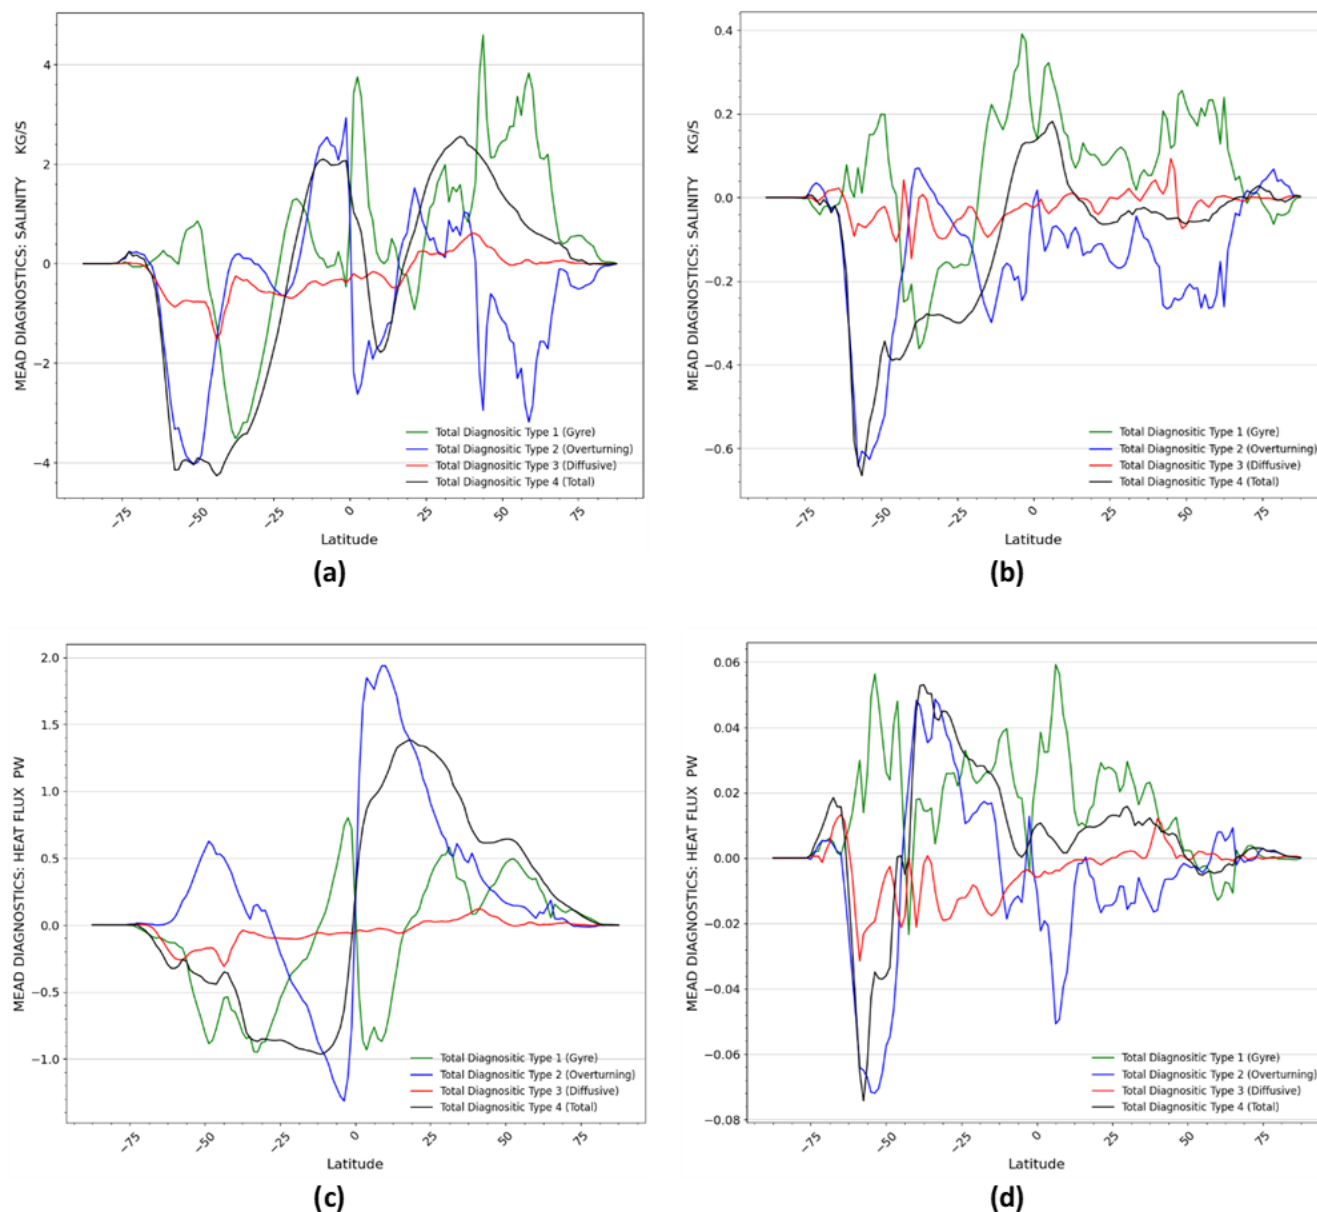 MEAD DIAGNOSTICS: SALINITY KG/S
4
2
0
−2
−4
Total Diagnositic Type 1 (Gyre)
Total Diagnositic Type 2 (Overturning)
Total Diagnositic Type 3 (Diffusive)
Total Diagnositic Type 4 (Total)
−75 −50 −25 0 25 50 75
Latitude
(a)
MEAD DIAGNOSTICS: SALINITY KG/S
0.4
0.2
0.0
−0.2
−0.4
−0.6
Total Diagnositic Type 1 (Gyre)
Total Diagnositic Type 2 (Overturning)
Total Diagnositic Type 3 (Diffusive)
Total Diagnositic Type 4 (Total)
−75 −50 −25 0 25 50 75
Latitude
(b)
MEAD DIAGNOSTICS: HEAT FLUX PW
2.0
1.5
1.0
0.5
0.0
−0.5
−1.0
Total Diagnositic Type 1 (Gyre)
Total Diagnositic Type 2 (Overturning)
Total Diagnositic Type 3 (Diffusive)
Total Diagnositic Type 4 (Total)
−75 −50 −25 0 25 50 75
Latitude
(c)
MEAD DIAGNOSTICS: HEAT FLUX PW
0.06
0.04
0.02
0.00
−0.02
−0.04
−0.06
−0.08
Total Diagnositic Type 1 (Gyre)
Total Diagnositic Type 2 (Overturning)
Total Diagnositic Type 3 (Diffusive)
Total Diagnositic Type 4 (Total)
−75 −50 −25 0 25 50 75
Latitude
(d)